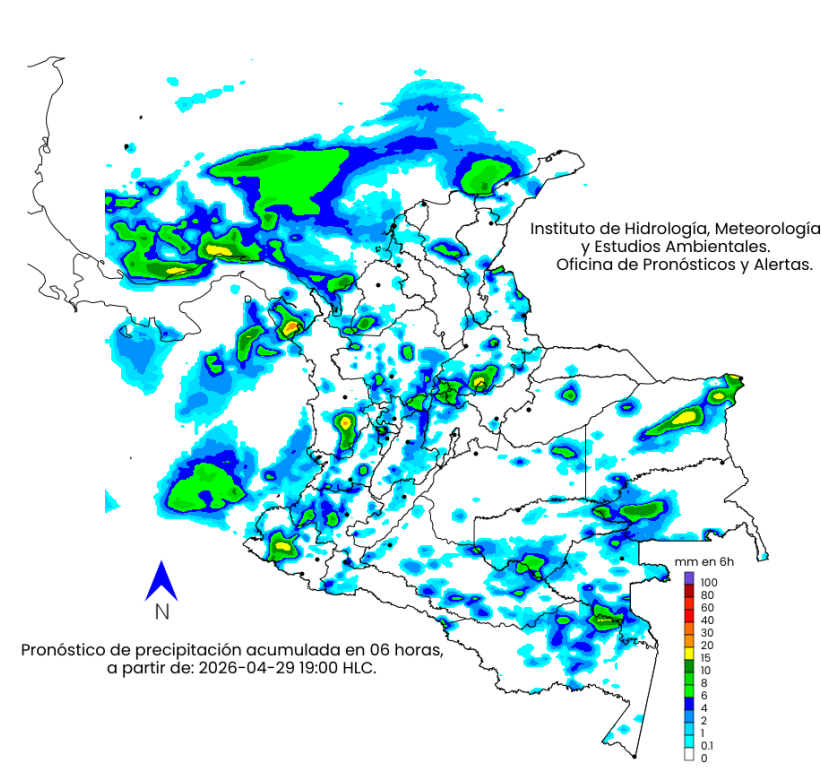 Instituto de Hidrología, Meteorología
y Estudios Ambientales.
Oficina de Pronósticos y Alertas.
mm en 6h
100
80
60
40
30
20
15
10
8
6
4
2
1
0.1
0
N
Pronóstico de precipitación acumulada en 06 horas,
a partir de: 2026-04-29 19:00 HLC.